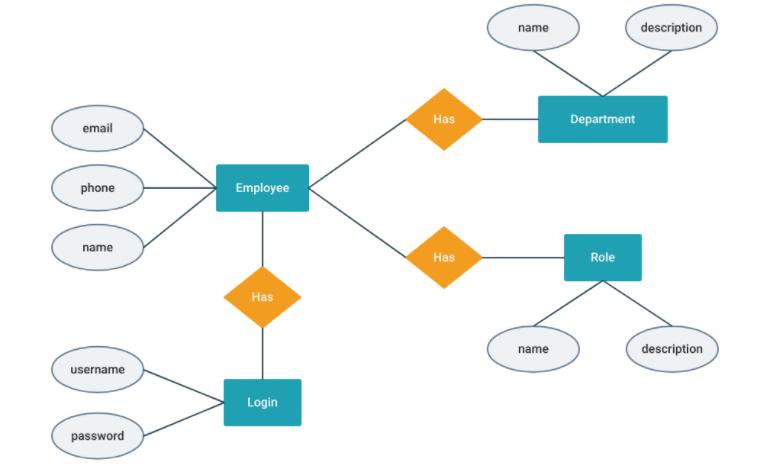 name
description
Has
Department
email
phone
Employee
name
Has
Role
Has
name
description
username
Login
password